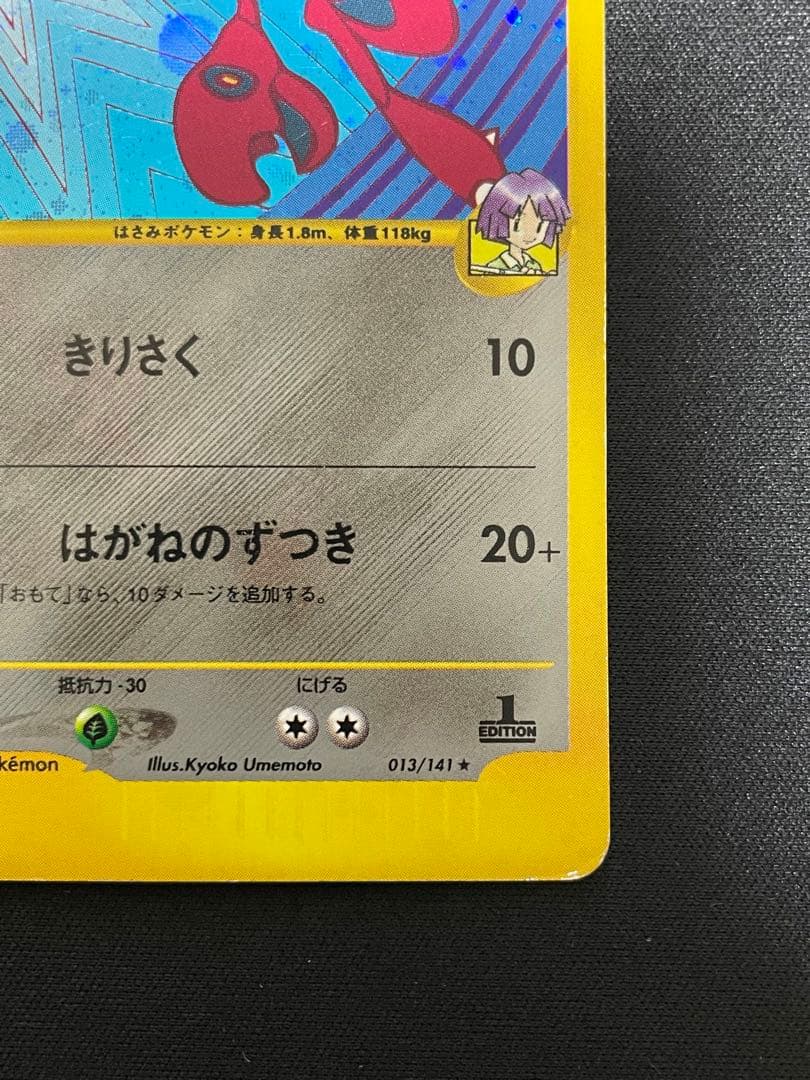 はさみポケモン：身長1.8m、体重118kg
きりさく 10
はがねのずつき 20+
「おもて」なら、10ダメージを追加する。
抵抗力 -30 にげる
1 EDITION
kémon Illus.Kyoko Umemoto 013/141★